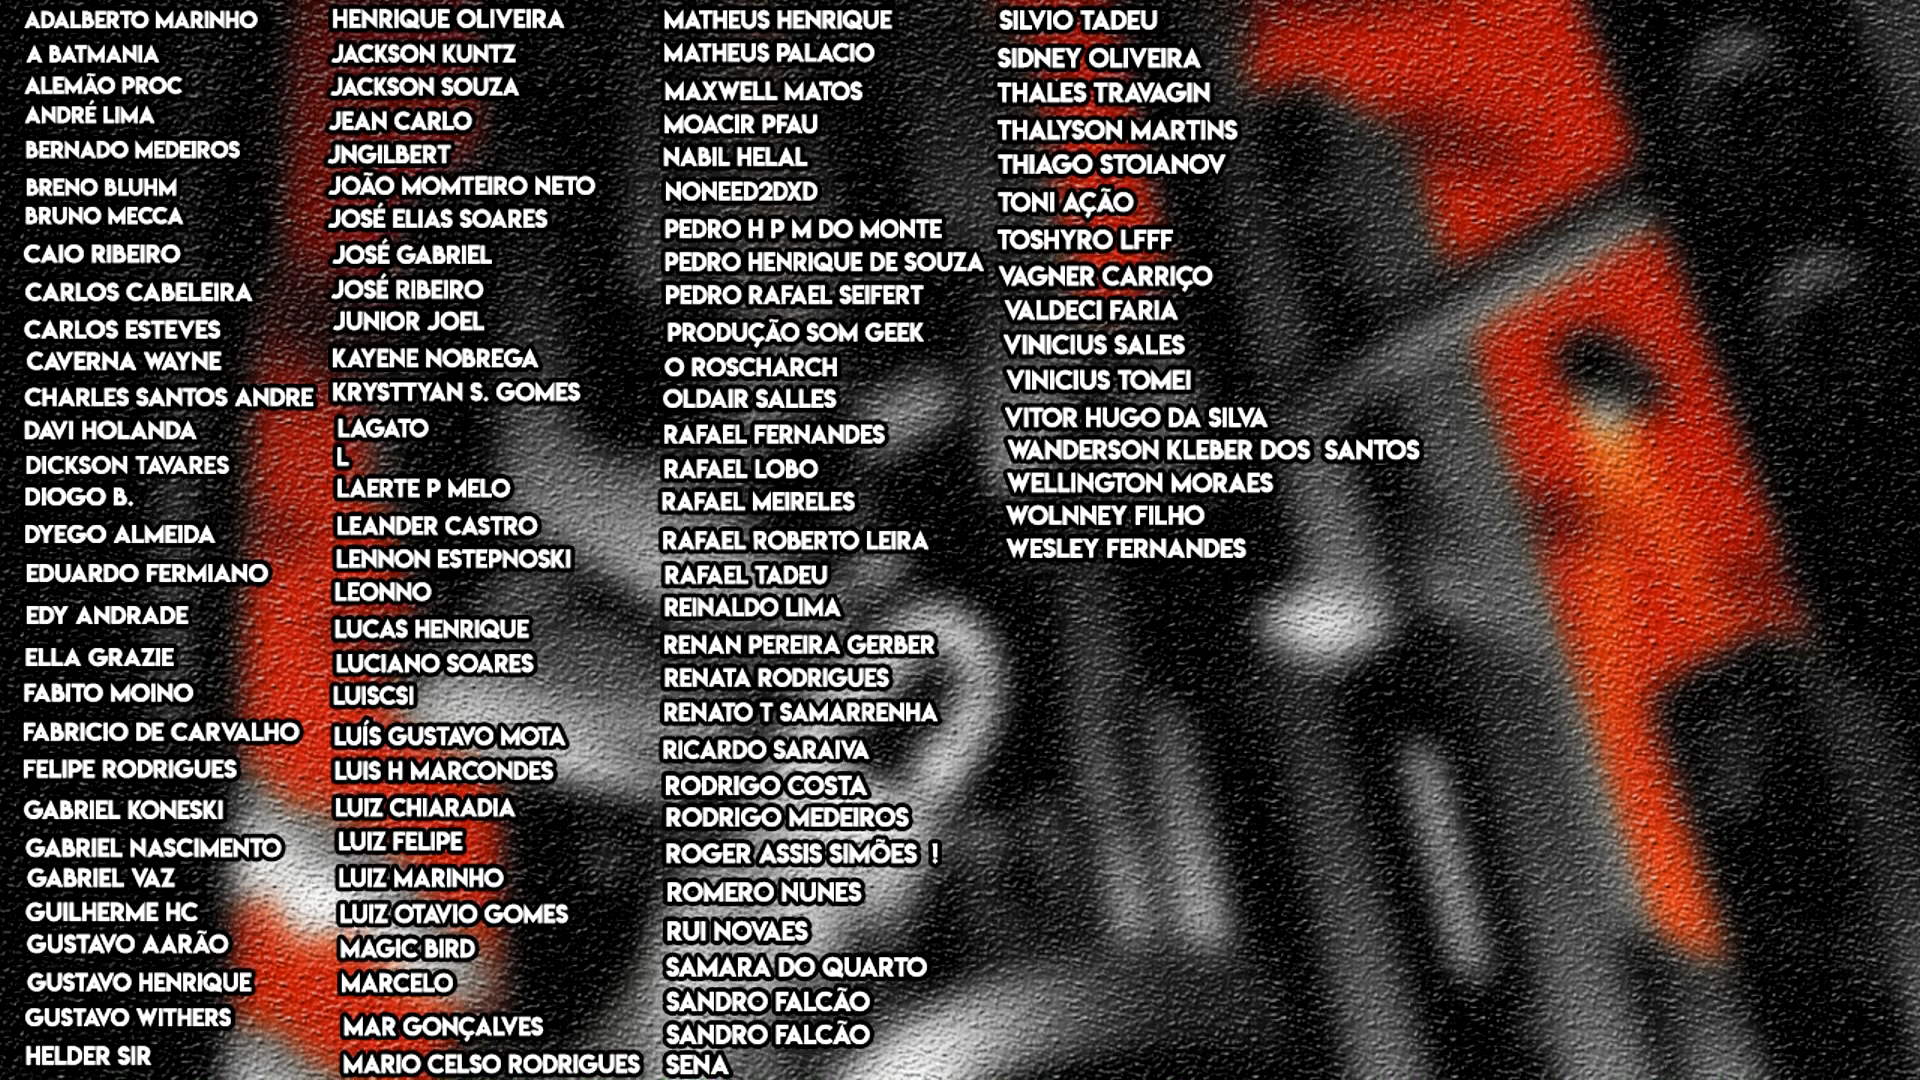 ADALBERTO MARINHO
A BATMANIA
ALEMÃO PROC
ANDRÉ LIMA
BERNADO MEDEIROS
BRENO BLUHM
BRUNO MECCA
CAIO RIBEIRO
CARLOS CABELEIRA
CARLOS ESTEVES
CAVERNA WAYNE
CHARLES SANTOS ANDRE
DAVI HOLANDA
DICKSON TAVARES
DIOGO B.
DYEGO ALMEIDA
EDUARDO FERMIANO
EDY ANDRADE
ELLA GRAZIE
FABITO MOINO
FABRICIO DE CARVALHO
FELIPE RODRIGUES
GABRIEL KONESKI
GABRIEL NASCIMENTO
GABRIEL VAZ
GUILHERME HC
GUSTAVO AARÃO
GUSTAVO HENRIQUE
GUSTAVO WITHERS
HELDER SIR
HENRIQUE OLIVEIRA
JACKSON KUNTZ
JACKSON SOUZA
JEAN CARLO
JNGILBERT
JOÃO MOMTEIRO NETO
JOSÉ ELIAS SOARES
JOSÉ GABRIEL
JOSÉ RIBEIRO
JUNIOR JOEL
KAYENE NOBREGA
KRYSTTYAN S. GOMES
LAGATO
L
LAERTE P MELO
LEANDER CASTRO
LENNON ESTEPNOSKI
LEONNO
LUCAS HENRIQUE
LUCIANO SOARES
LUISCSI
LUÍS GUSTAVO MOTA
LUIS H MARCONDES
LUIZ CHIARADIA
LUIZ FELIPE
LUIZ MARINHO
LUIZ OTAVIO GOMES
MAGIC BIRD
MARCELO
MAR GONÇALVES
MARIO CELSO RODRIGUES
MATHEUS HENRIQUE
MATHEUS PALACIO
MAXWELL MATOS
MOACIR PFAU
NABIL HELAL
NONEED2DXD
PEDRO H P M DO MONTE
PEDRO HENRIQUE DE SOUZA
PEDRO RAFAEL SEIFERT
PRODUÇÃO SOM GEEK
O ROSCHARCH
OLDAIR SALLES
RAFAEL FERNANDES
RAFAEL LOBO
RAFAEL MEIRELES
RAFAEL ROBERTO LEIRA
RAFAEL TADEU
REINALDO LIMA
RENAN PEREIRA GERBER
RENATA RODRIGUES
RENATO T SAMARRENHA
RICARDO SARAIVA
RODRIGO COSTA
RODRIGO MEDEIROS
ROGER ASSIS SIMÕES !
ROMERO NUNES
RUI NOVAES
SAMARA DO QUARTO
SANDRO FALCÃO
SANDRO FALCÃO
SENA
SILVIO TADEU
SIDNEY OLIVEIRA
THALES TRAVAGIN
THALYSON MARTINS
THIAGO STOIANOV
TONI AÇÃO
TOSHYRO LFFF
VAGNER CARRIÇO
VALDECI FARIA
VINICIUS SALES
VINICIUS TOMEI
VITOR HUGO DA SILVA
WANDERSON KLEBER DOS SANTOS
WELLINGTON MORAES
WOLNNEY FILHO
WESLEY FERNANDES